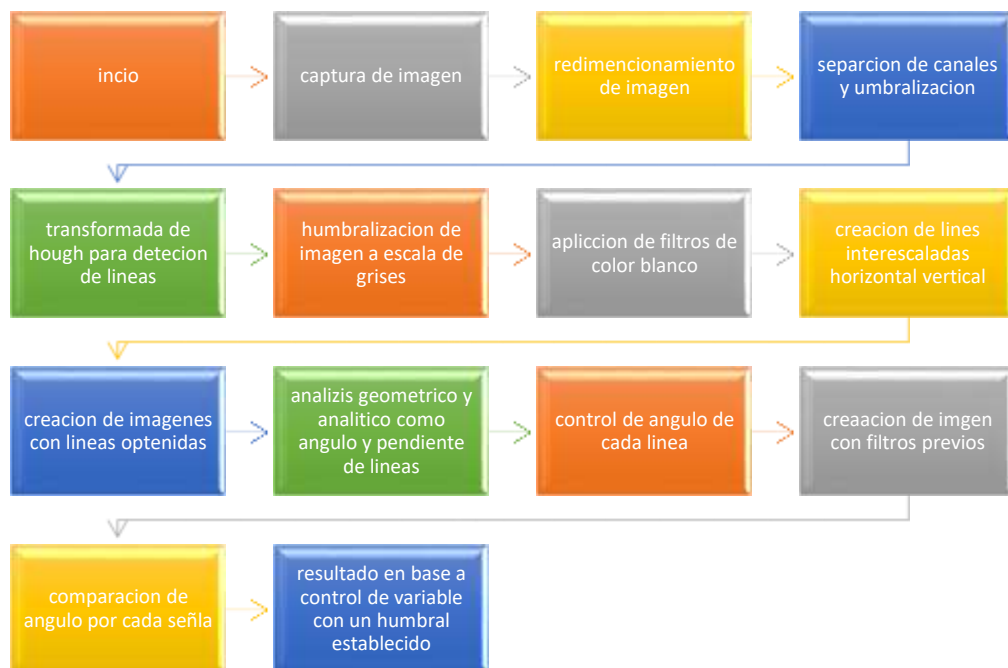 incio
captura de imagen
redimencionamiento
de imagen
separcion de canales
y umbralizacion
transformada de
hough para detecion
de lineas
humbralizacion de
imagen a escala de
grises
apliccion de filtros de
color blanco
creacion de lines
interescaladas
horizontal vertical
creacion de imagenes
con lineas optenidas
analizis geometrico y
analitico como
angulo y pendiente
de lineas
control de angulo de
cada linea
creaacion de imgen
con filtros previos
comparacion de
angulo por cada señla
resultado en base a
control de variable
con un humbral
establecido